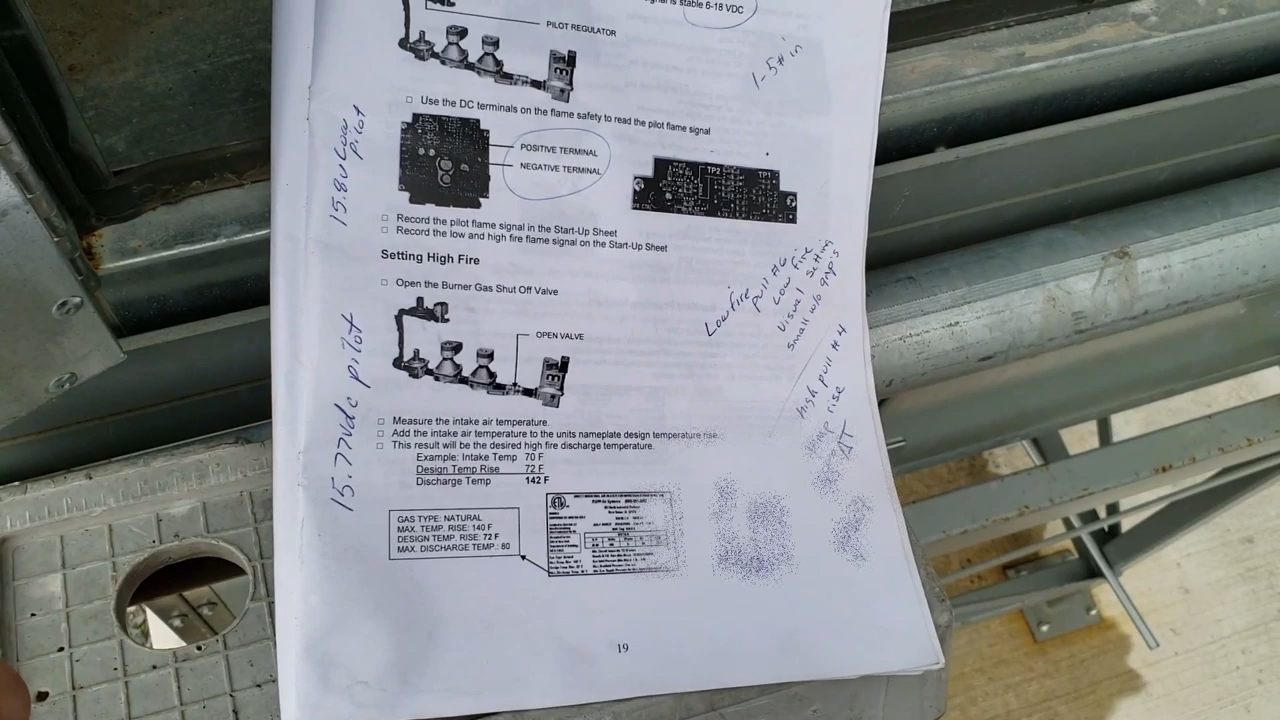 signal is stable 6-18 VDC
PILOT REGULATOR
1-5# in
□ Use the DC terminals on the flame safety to read the pilot flame signal
POSITIVE TERMINAL
NEGATIVE TERMINAL
TP2
TP1
15.8v Low
pilot
□ Record the pilot flame signal in the Start-Up Sheet
□ Record the low and high fire flame signal on the Start-Up Sheet
Setting High Fire
□ Open the Burner Gas Shut Off Valve
OPEN VALVE
Low fire
pull #6
Low fire
visual setting
small w/o gap's
high pull #4
temp rise
ΔT
15.77vdc pilot
□ Measure the intake air temperature.
□ Add the intake air temperature to the units nameplate design temperature rise.
□ This result will be the desired high fire discharge temperature.
Example: Intake Temp 70 F
Design Temp Rise 72 F
Discharge Temp 142 F
GAS TYPE: NATURAL
MAX. TEMP. RISE: 140 F
DESIGN TEMP. RISE: 72 F
MAX. DISCHARGE TEMP.: 80
19